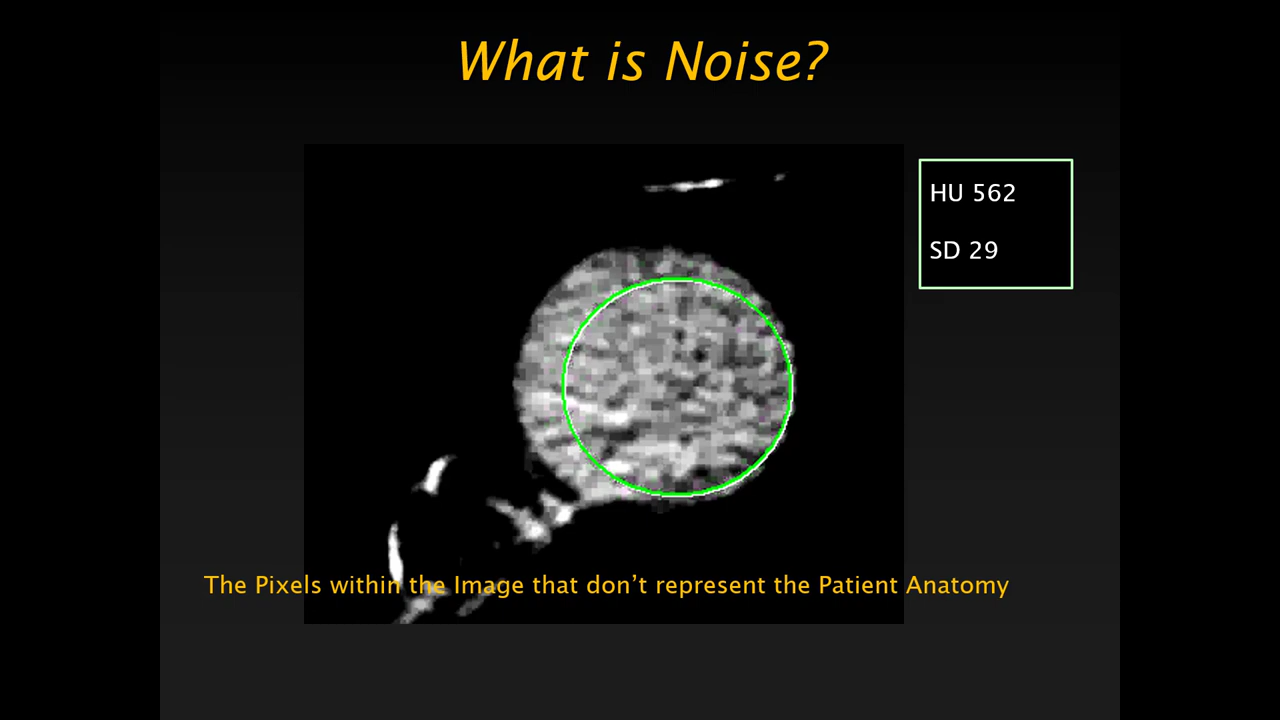 What is Noise?
HU 562
SD 29
The Pixels within the Image that don’t represent the Patient Anatomy